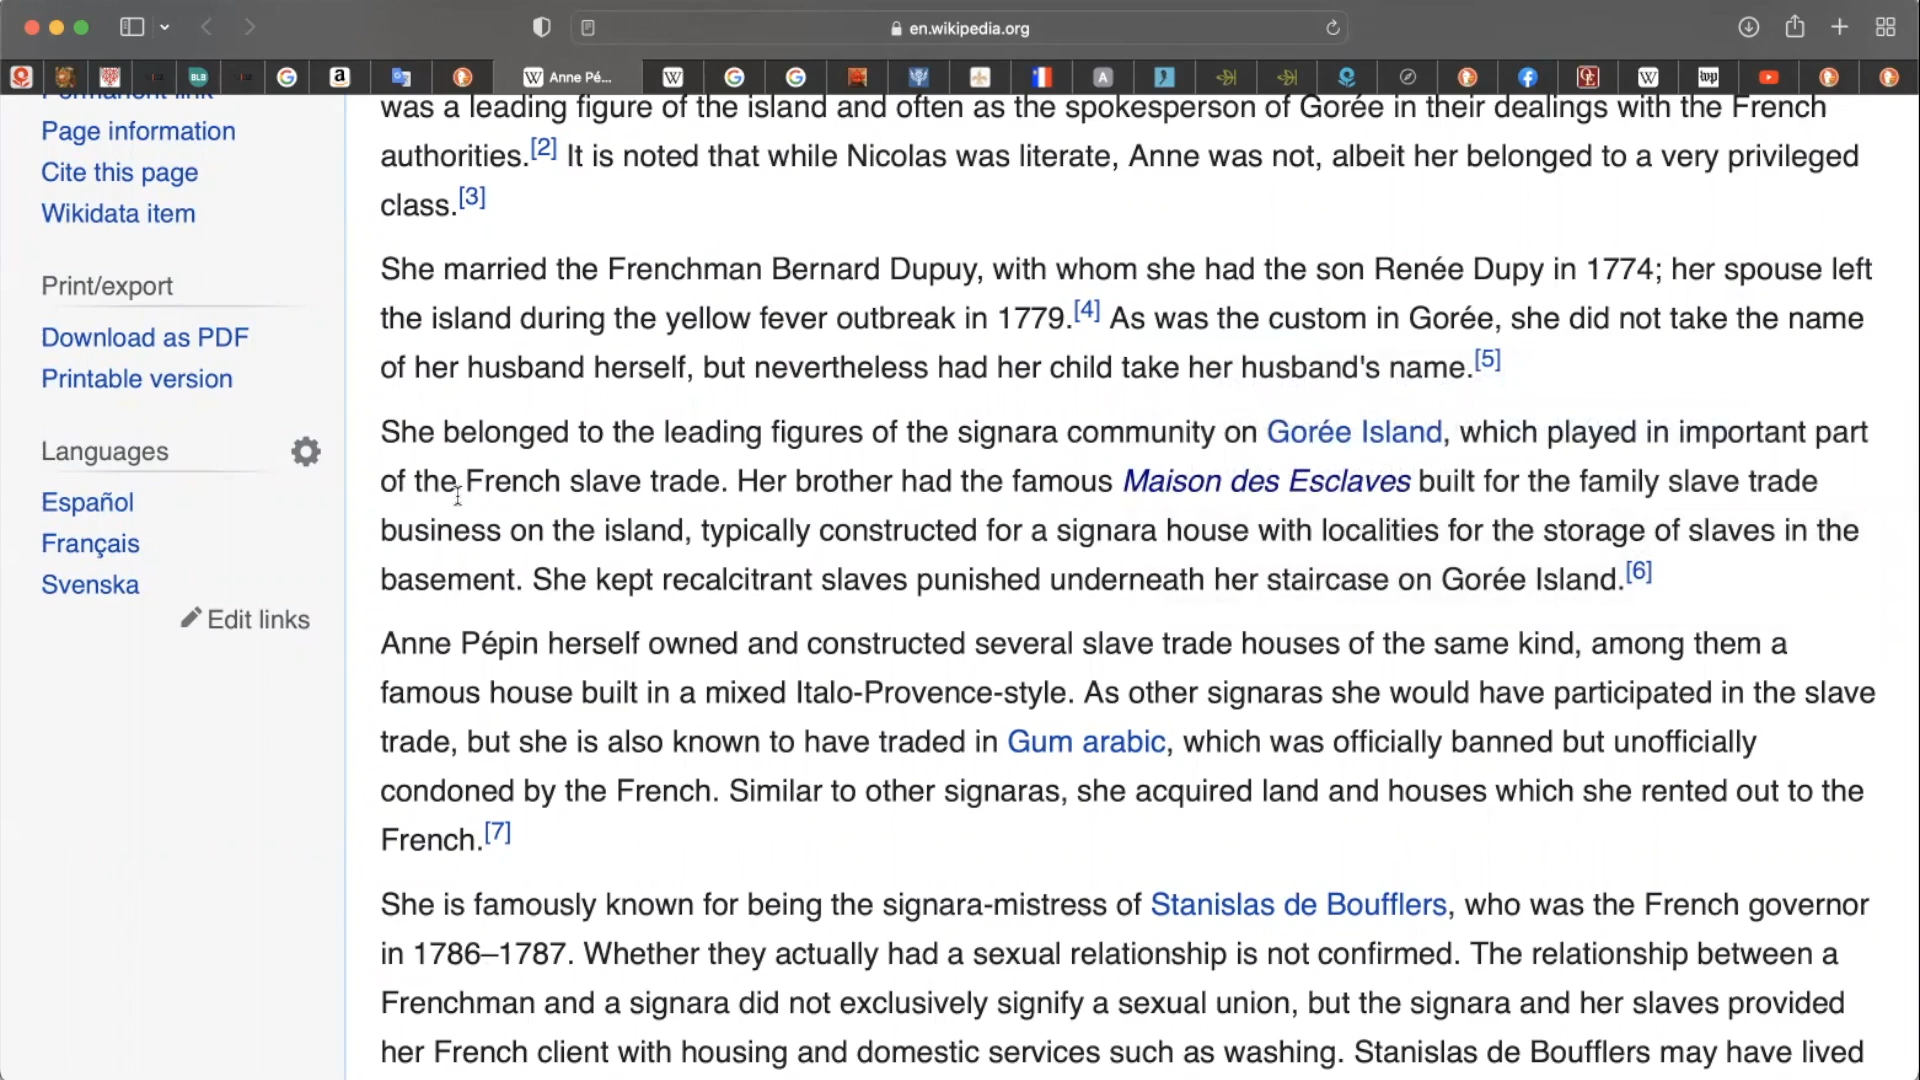 en.wikipedia.org
BLB
a
W Anne Pé...
W
A
W
wp
Permanent link
Page information
Cite this page
Wikidata item
Print/export
Download as PDF
Printable version
Languages
Español
Français
Svenska
Edit links
was a leading figure of the island and often as the spokesperson of Gorée in their dealings with the French
authorities.[2] It is noted that while Nicolas was literate, Anne was not, albeit her belonged to a very privileged
class.[3]
She married the Frenchman Bernard Dupuy, with whom she had the son Renée Dupy in 1774; her spouse left
the island during the yellow fever outbreak in 1779.[4] As was the custom in Gorée, she did not take the name
of her husband herself, but nevertheless had her child take her husband's name.[5]
She belonged to the leading figures of the signara community on Gorée Island, which played in important part
of the French slave trade. Her brother had the famous Maison des Esclaves built for the family slave trade
business on the island, typically constructed for a signara house with localities for the storage of slaves in the
basement. She kept recalcitrant slaves punished underneath her staircase on Gorée Island.[6]
Anne Pépin herself owned and constructed several slave trade houses of the same kind, among them a
famous house built in a mixed Italo-Provence-style. As other signaras she would have participated in the slave
trade, but she is also known to have traded in Gum arabic, which was officially banned but unofficially
condoned by the French. Similar to other signaras, she acquired land and houses which she rented out to the
French.[7]
She is famously known for being the signara-mistress of Stanislas de Boufflers, who was the French governor
in 1786–1787. Whether they actually had a sexual relationship is not confirmed. The relationship between a
Frenchman and a signara did not exclusively signify a sexual union, but the signara and her slaves provided
her French client with housing and domestic services such as washing. Stanislas de Boufflers may have lived